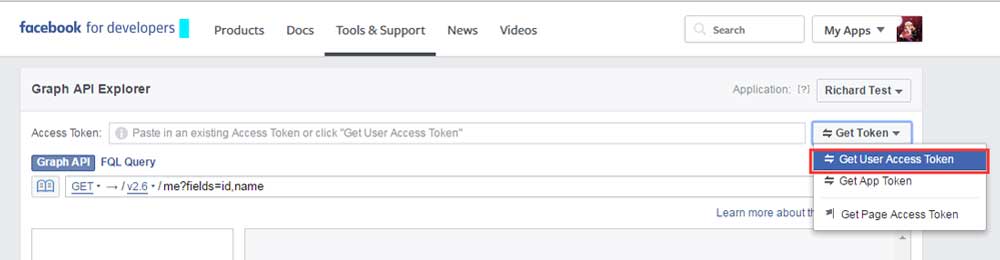 facebook for developers Products Docs Tools & Support News Videos Search My Apps
Graph API Explorer Application: [?] Richard Test
Access Token: Paste in an existing Access Token or click "Get User Access Token" Get Token
Graph API FQL Query
Get User Access Token
GET → / v2.6 / me?fields=id,name
Get App Token
Learn more about th
Get Page Access Token